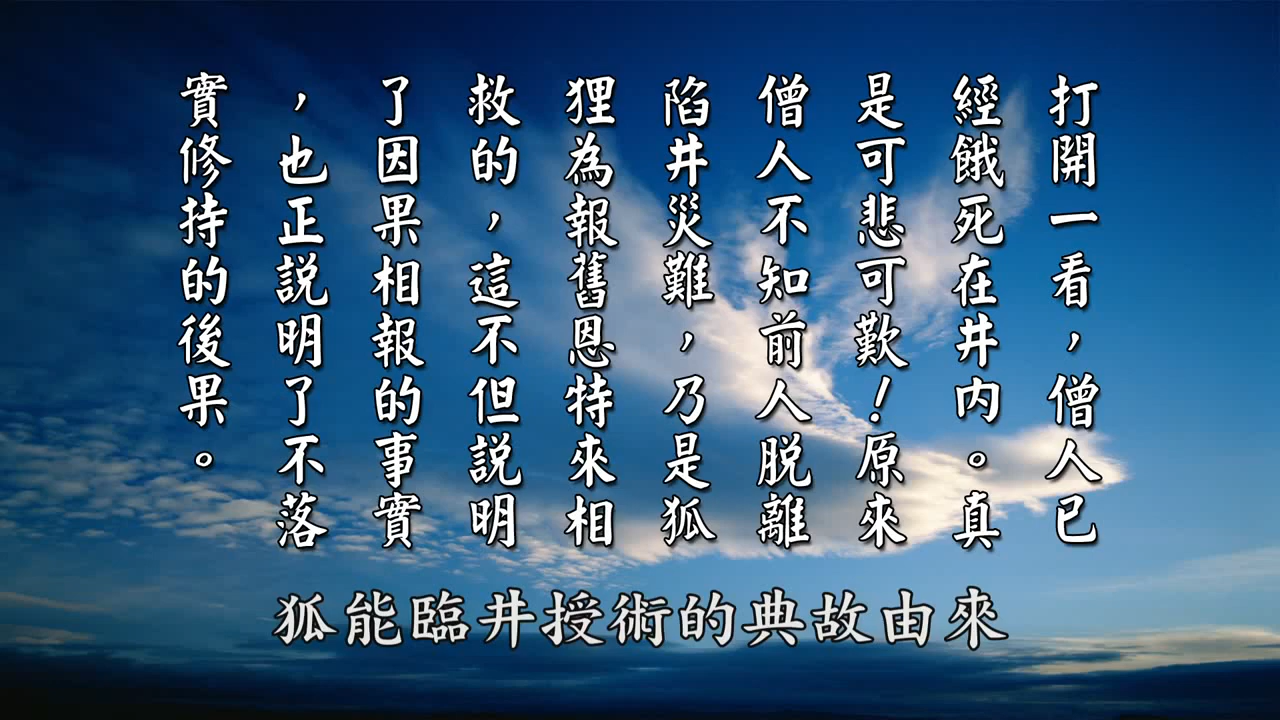 打開一看，僧人已
經餓死在井內。真
是可悲可歎！原來
僧人不知前人脫離
陷井災難，乃是狐
狸為報舊恩特來相
救的，這不但説明
了因果相報的事實
，也正説明了不落
實修持的後果。
狐能臨井授術的典故由來